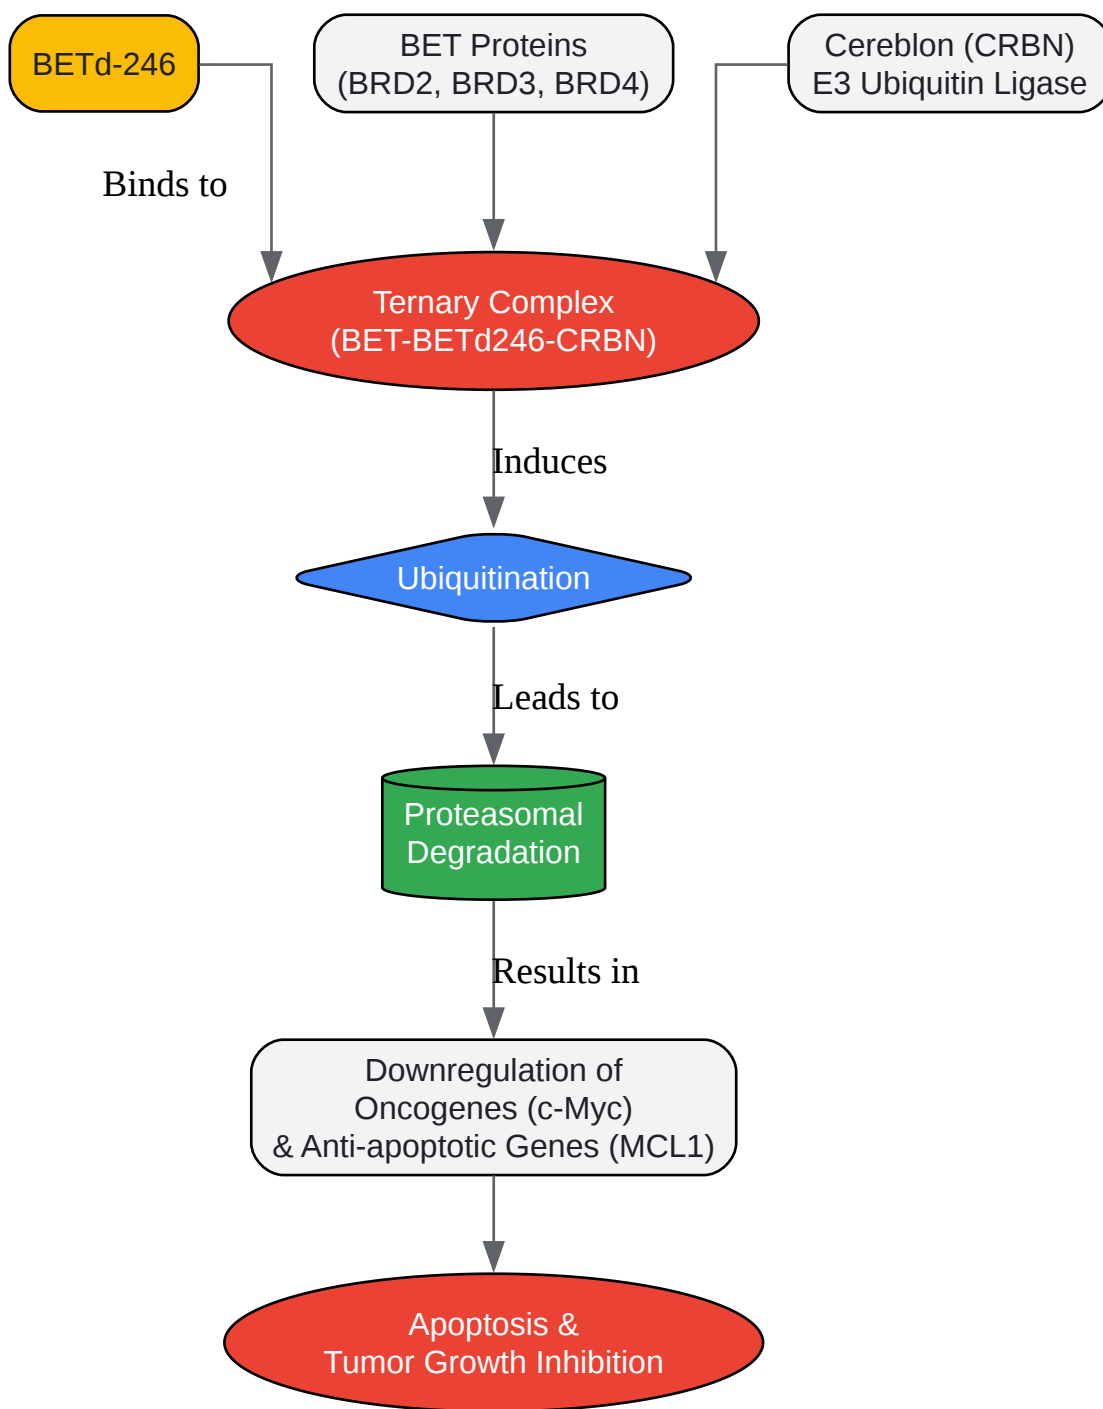 BETd-246
BET Proteins
(BRD2, BRD3, BRD4)
Cereblon (CRBN)
E3 Ubiquitin Ligase
Binds to
Ternary Complex
(BET-BETd246-CRBN)
Induces
Ubiquitination
Leads to
Proteasomal
Degradation
Results in
Downregulation of
Oncogenes (c-Myc)
& Anti-apoptotic Genes (MCL1)
Apoptosis &
Tumor Growth Inhibition